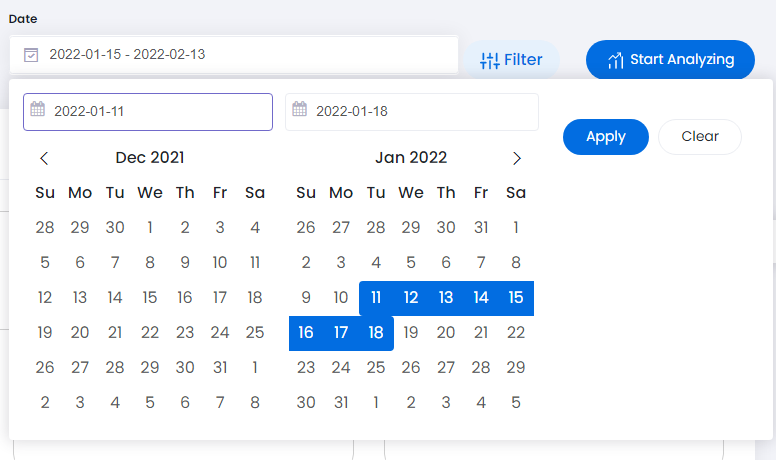 Date
2022-01-15 - 2022-02-13
Filter
Start Analyzing
2022-01-11
2022-01-18
Apply
Clear
Dec 2021
Su Mo Tu We Th Fr Sa
28 29 30 1 2 3 4
5 6 7 8 9 10 11
12 13 14 15 16 17 18
19 20 21 22 23 24 25
26 27 28 29 30 31 1
2 3 4 5 6 7 8
Jan 2022
Su Mo Tu We Th Fr Sa
26 27 28 29 30 31 1
2 3 4 5 6 7 8
9 10 11 12 13 14 15
16 17 18 19 20 21 22
23 24 25 26 27 28 29
30 31 1 2 3 4 5